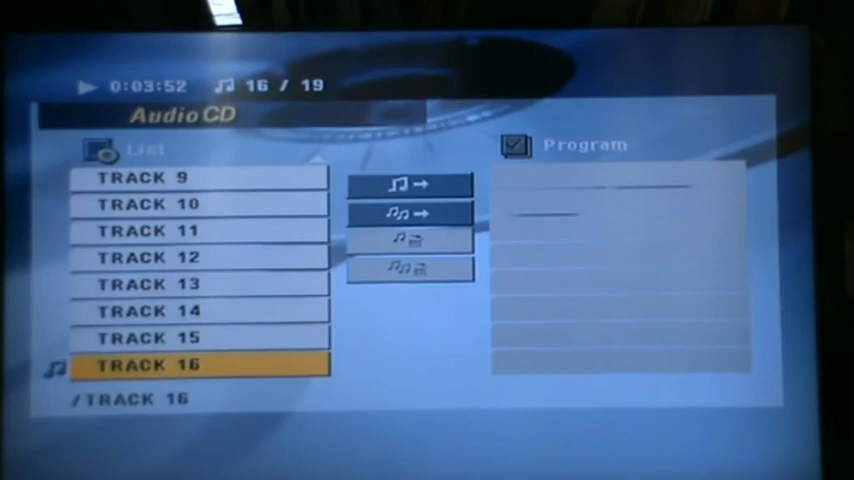 0:03:52 16 / 19
Audio CD
List
Program
TRACK 9
TRACK 10
TRACK 11
TRACK 12
TRACK 13
TRACK 14
TRACK 15
TRACK 16
/TRACK 16